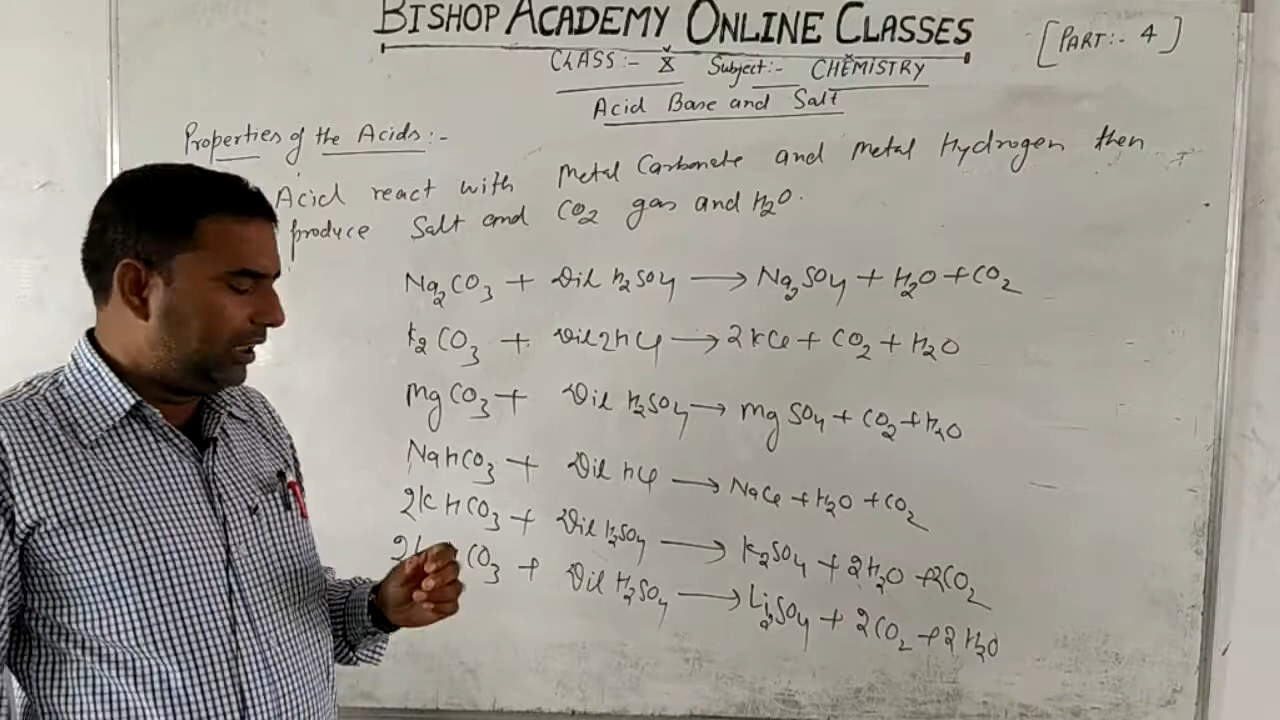 BISHOP ACADEMY ONLINE CLASSES
[PART:- 4]
CLASS:- X Subject:- CHEMISTRY
Acid Base and Salt
Properties of the Acids:-
Acid react with Metal Carbonate and Metal Hydrogen then
produce Salt and CO2 gas and H2O.
Na2CO3 + Dil H2SO4 → Na2SO4 + H2O + CO2
K2CO3 + Dil 2HCl → 2KCl + CO2 + H2O
MgCO3 + Dil H2SO4 → MgSO4 + CO2 + H2O
NaHCO3 + Dil HCl → NaCl + H2O + CO2
2KHCO3 + Dil H2SO4 → K2SO4 + 2H2O + 2CO2
CO3 + Dil H2SO4 → Li2SO4 + 2CO2 + 2H2O